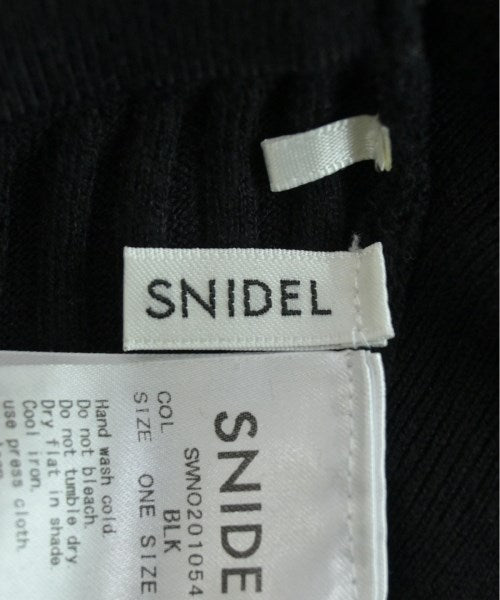 SNIDEL
SNIDE
SWNO201054
COL BLK
SIZE ONE SIZE
Hand wash cold.
Do not bleach.
Do not tumble dry
Dry flat in shade.
Cool iron.
use press cloth.